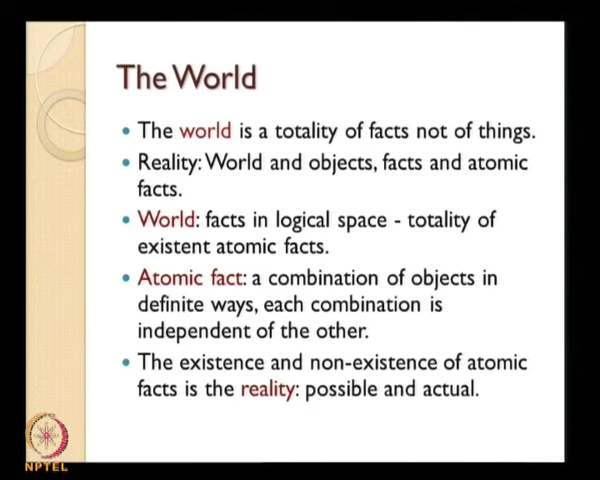 The World
• The world is a totality of facts not of things.
• Reality: World and objects, facts and atomic
facts.
• World: facts in logical space - totality of
existent atomic facts.
• Atomic fact: a combination of objects in
definite ways, each combination is
independent of the other.
• The existence and non-existence of atomic
facts is the reality: possible and actual.
NPTEL